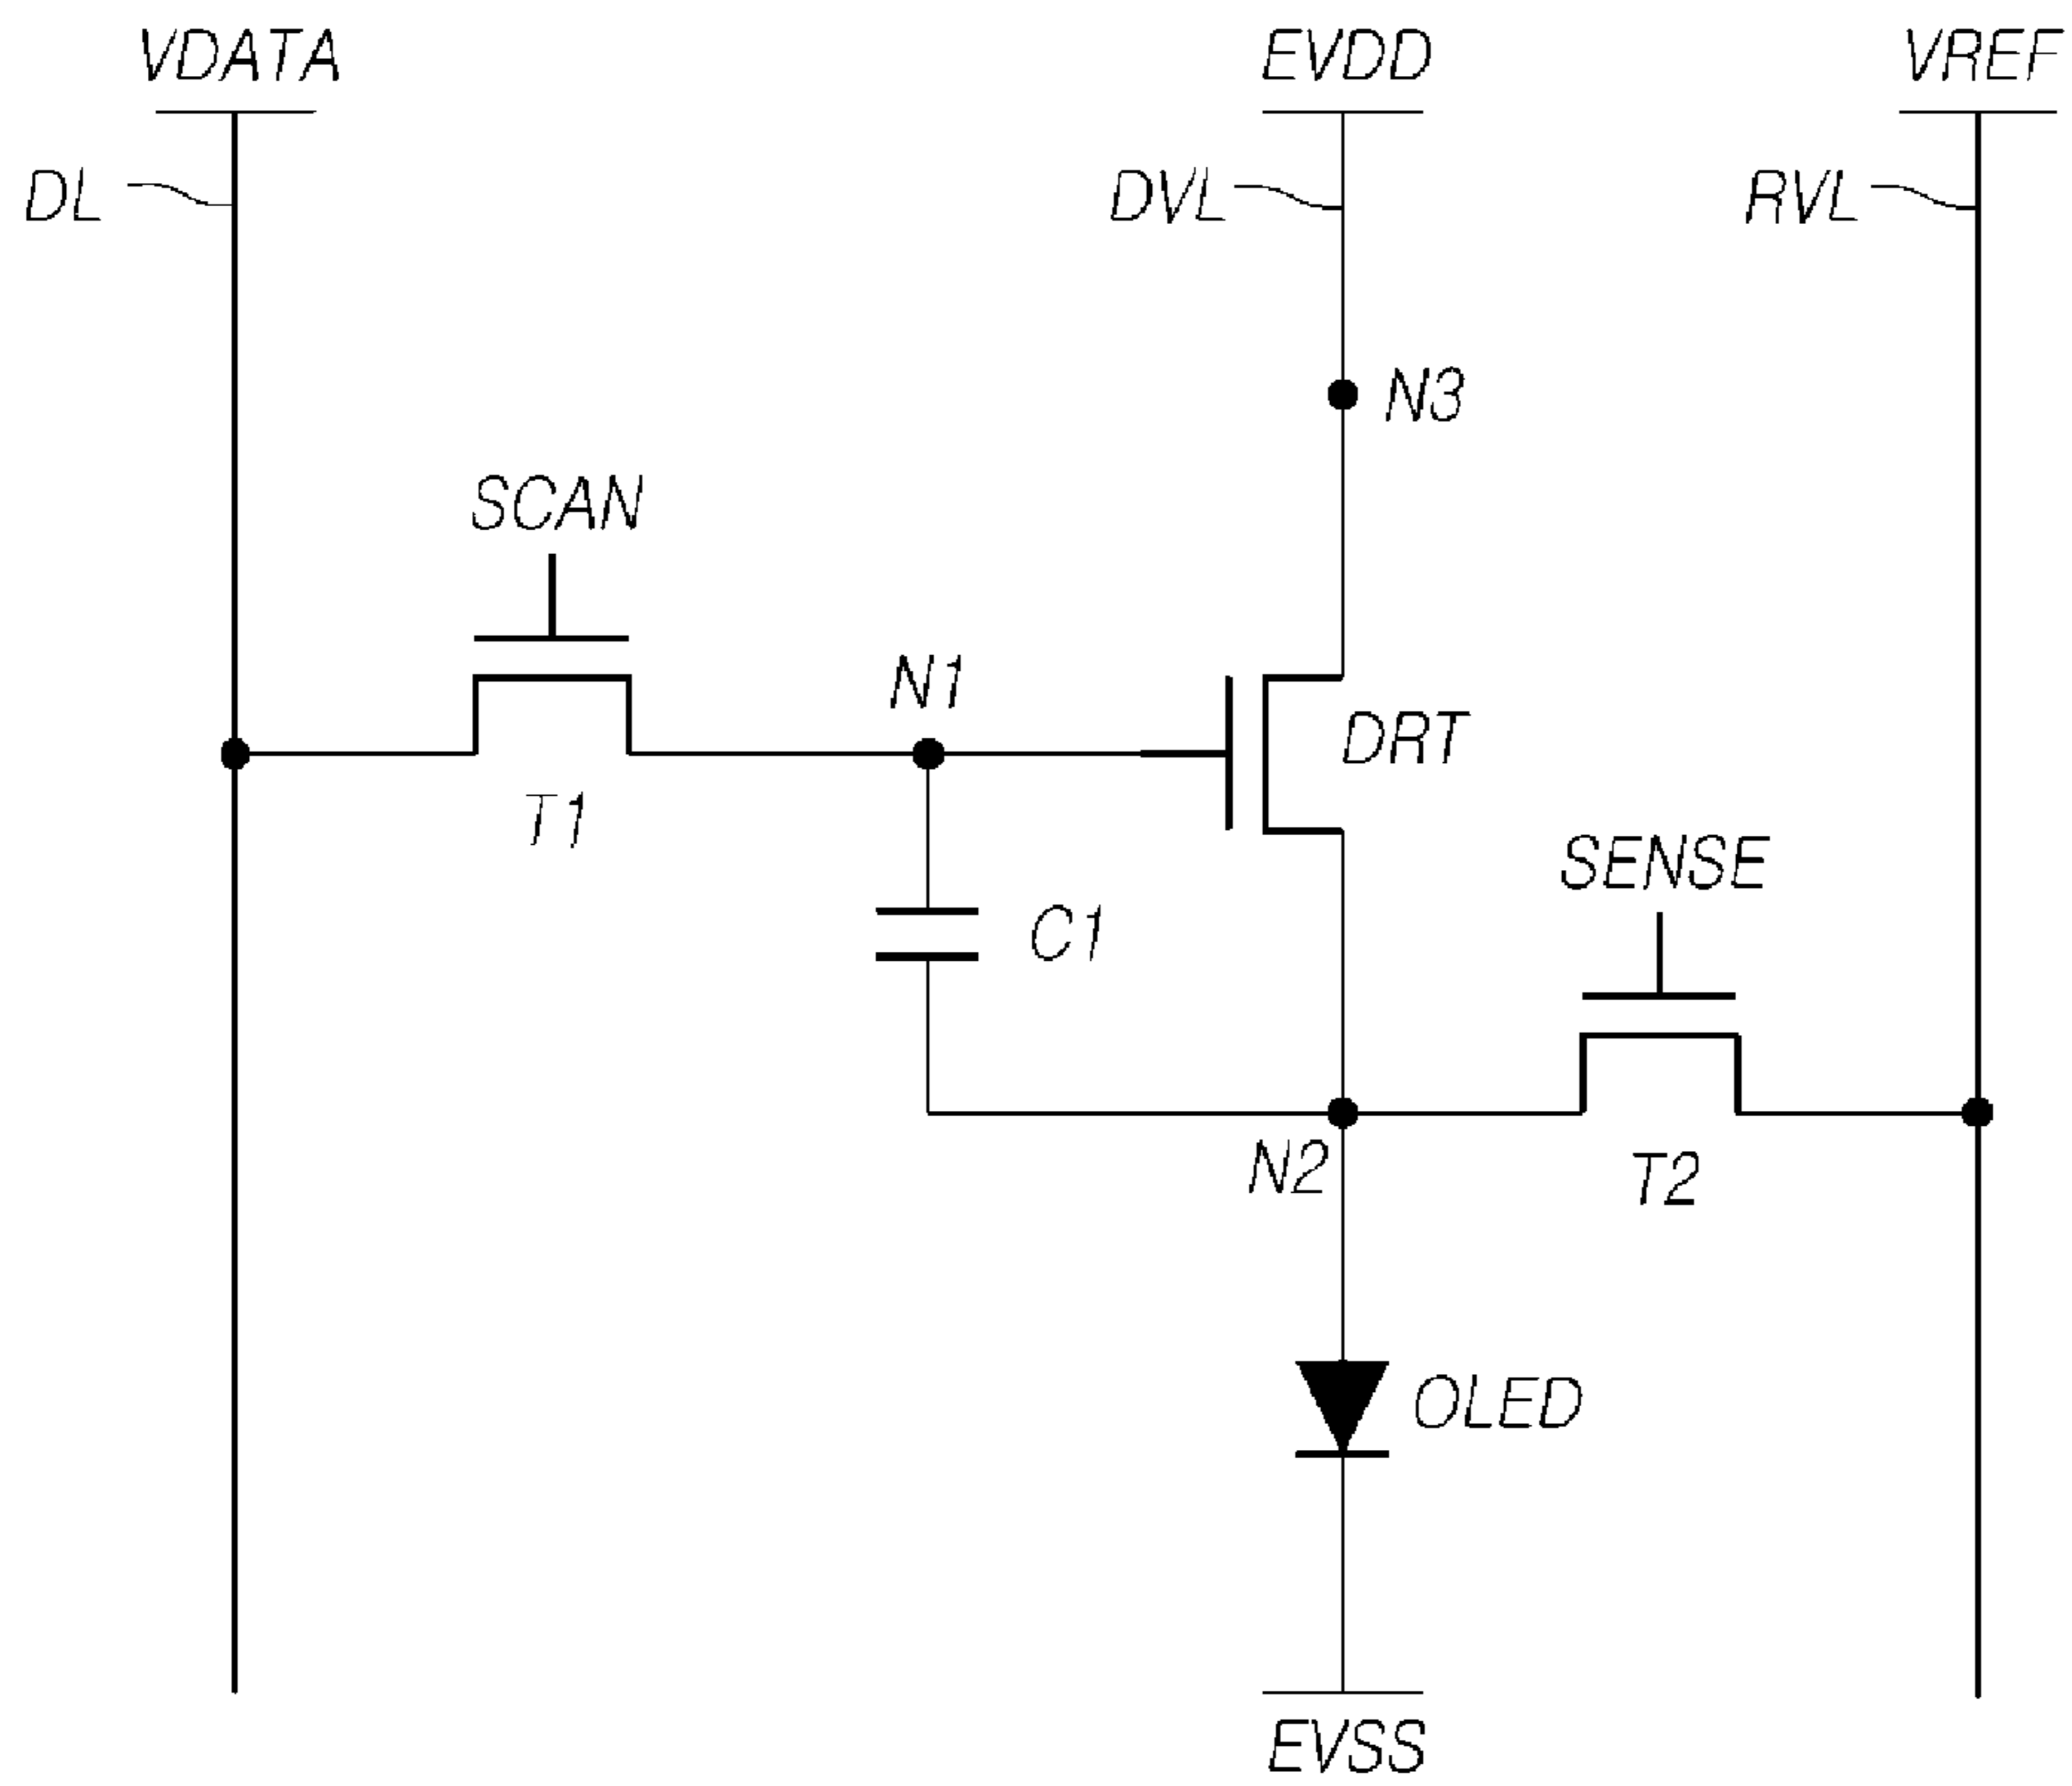 VDATA
EVDD
VREF
DL
DVL
RVL
N3
SCAN
N1
DRT
T1
SENSE
C1
N2
T2
OLED
EVSS